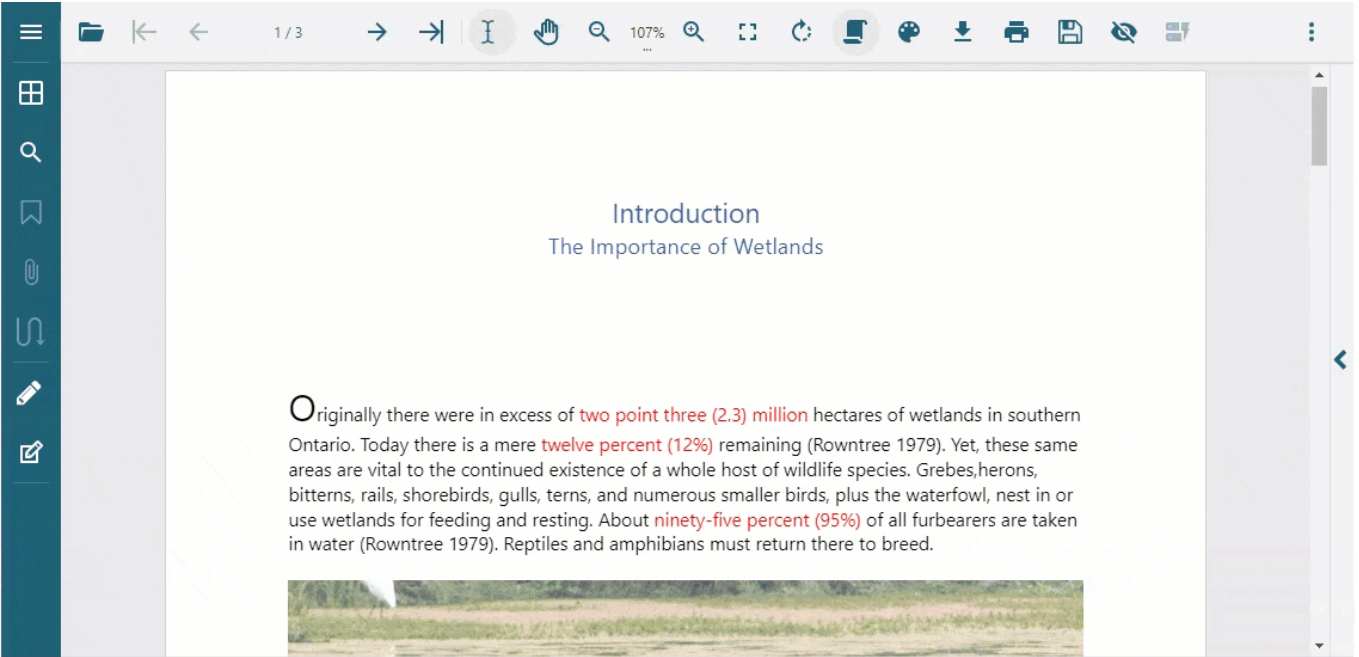 1 / 3
107%
...
Introduction
The Importance of Wetlands
Originally there were in excess of two point three (2.3) million hectares of wetlands in southern
Ontario. Today there is a mere twelve percent (12%) remaining (Rowntree 1979). Yet, these same
areas are vital to the continued existence of a whole host of wildlife species. Grebes,herons,
bitterns, rails, shorebirds, gulls, terns, and numerous smaller birds, plus the waterfowl, nest in or
use wetlands for feeding and resting. About ninety-five percent (95%) of all furbearers are taken
in water (Rowntree 1979). Reptiles and amphibians must return there to breed.